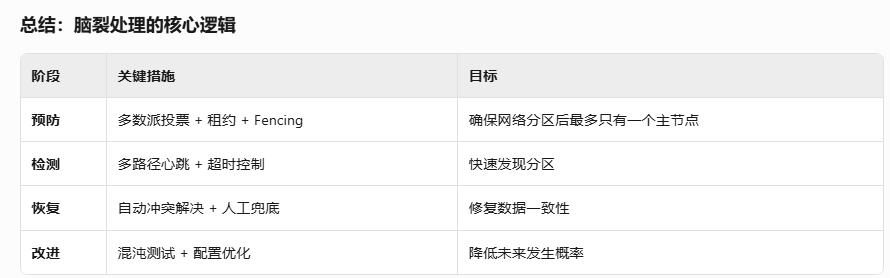 总结：脑裂处理的核心逻辑
阶段 关键措施 目标
预防 多数派投票 + 租约 + Fencing 确保网络分区后最多只有一个主节点
检测 多路径心跳 + 超时控制 快速发现分区
恢复 自动冲突解决 + 人工兜底 修复数据一致性
改进 混沌测试 + 配置优化 降低未来发生概率